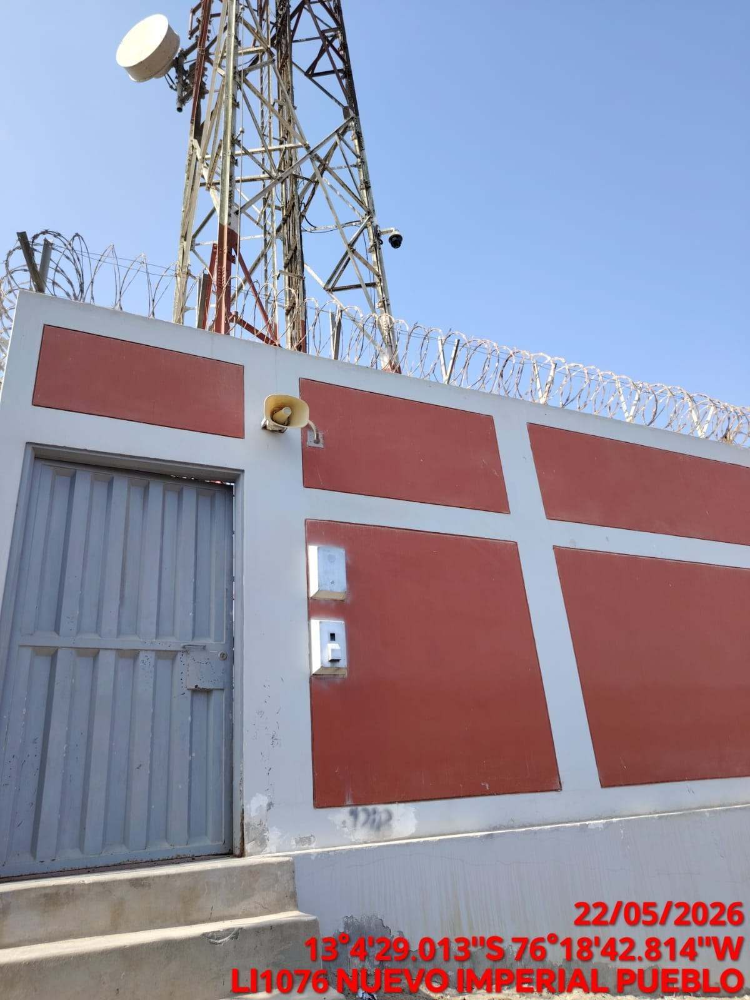 22/05/2026
13°4'29.013"S 76°18'42.814"W
LI1076 NUEVO IMPERIAL PUEBLO